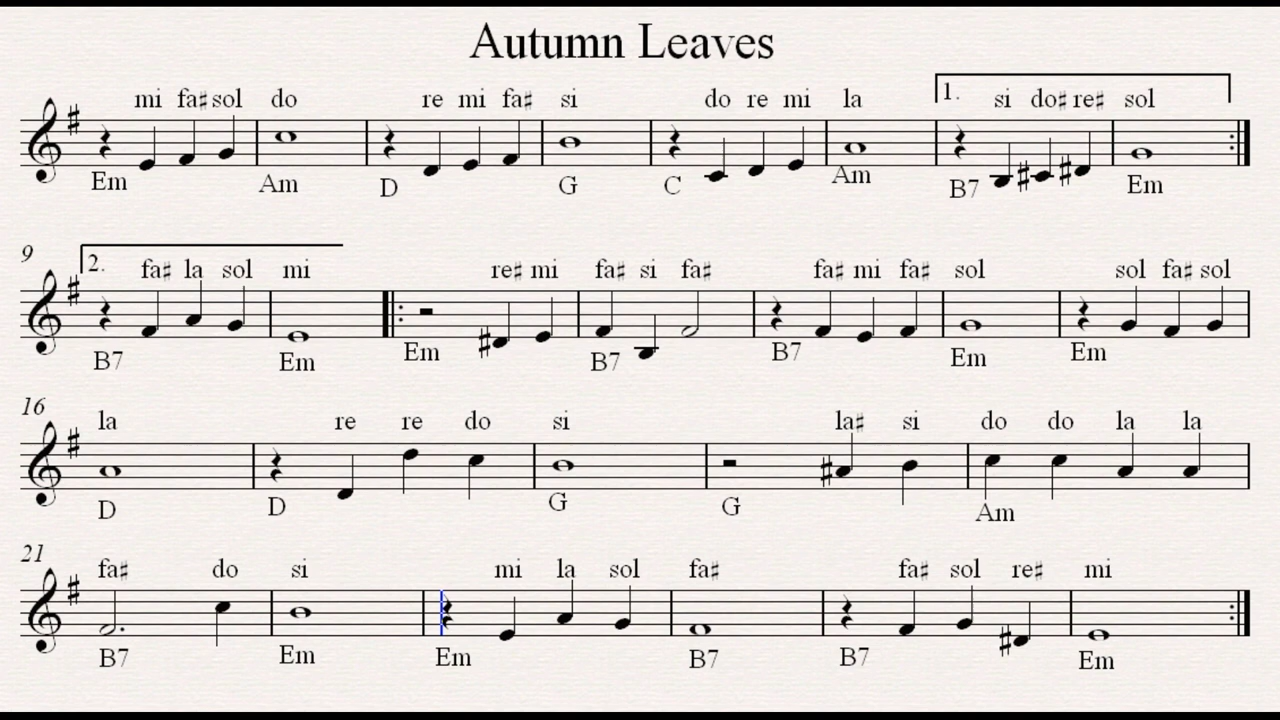 Autumn Leaves
mi fa♯ sol do re mi fa♯ si do re mi la 1. si do♯ re♯ sol
Em Am D G C Am B7 Em
9
2. fa♯ la sol mi re♯ mi fa♯ si fa♯ fa♯ mi fa♯ sol sol fa♯ sol
B7 Em Em B7 B7 Em Em
16
la re re do si la♯ si do do la la
D D G G Am
21
fa♯ do si mi la sol fa♯ fa♯ sol re♯ mi
B7 Em Em B7 B7 Em